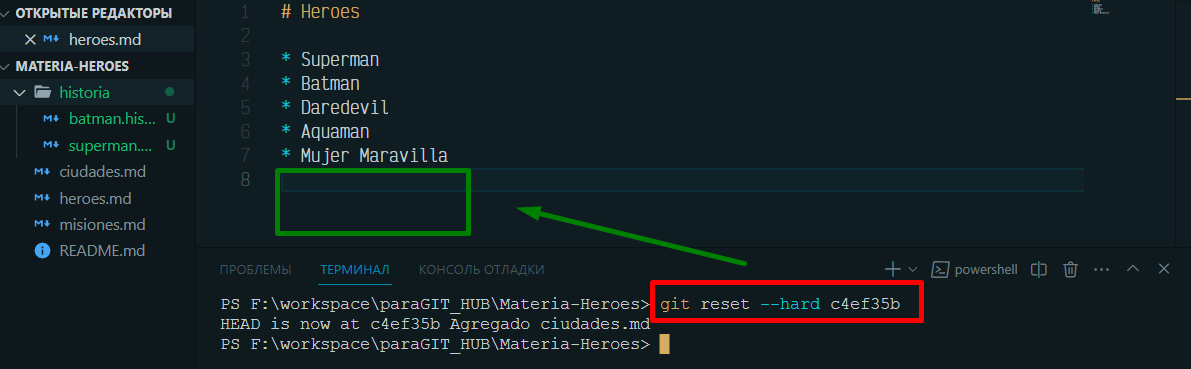 ОТКРЫТЫЕ РЕДАКТОРЫ
heroes.md
MATERIA-HEROES
historia
batman.his... U
superman.... U
ciudades.md
heroes.md
misiones.md
README.md
1 # Heroes
2
3 * Superman
4 * Batman
5 * Daredevil
6 * Aquaman
7 * Mujer Maravilla
8
ПРОБЛЕМЫ ТЕРМИНАЛ КОНСОЛЬ ОТЛАДКИ powershell
PS F:\workspace\paraGIT_HUB\Materia-Heroes> git reset --hard c4ef35b
HEAD is now at c4ef35b Agregado ciudades.md
PS F:\workspace\paraGIT_HUB\Materia-Heroes>